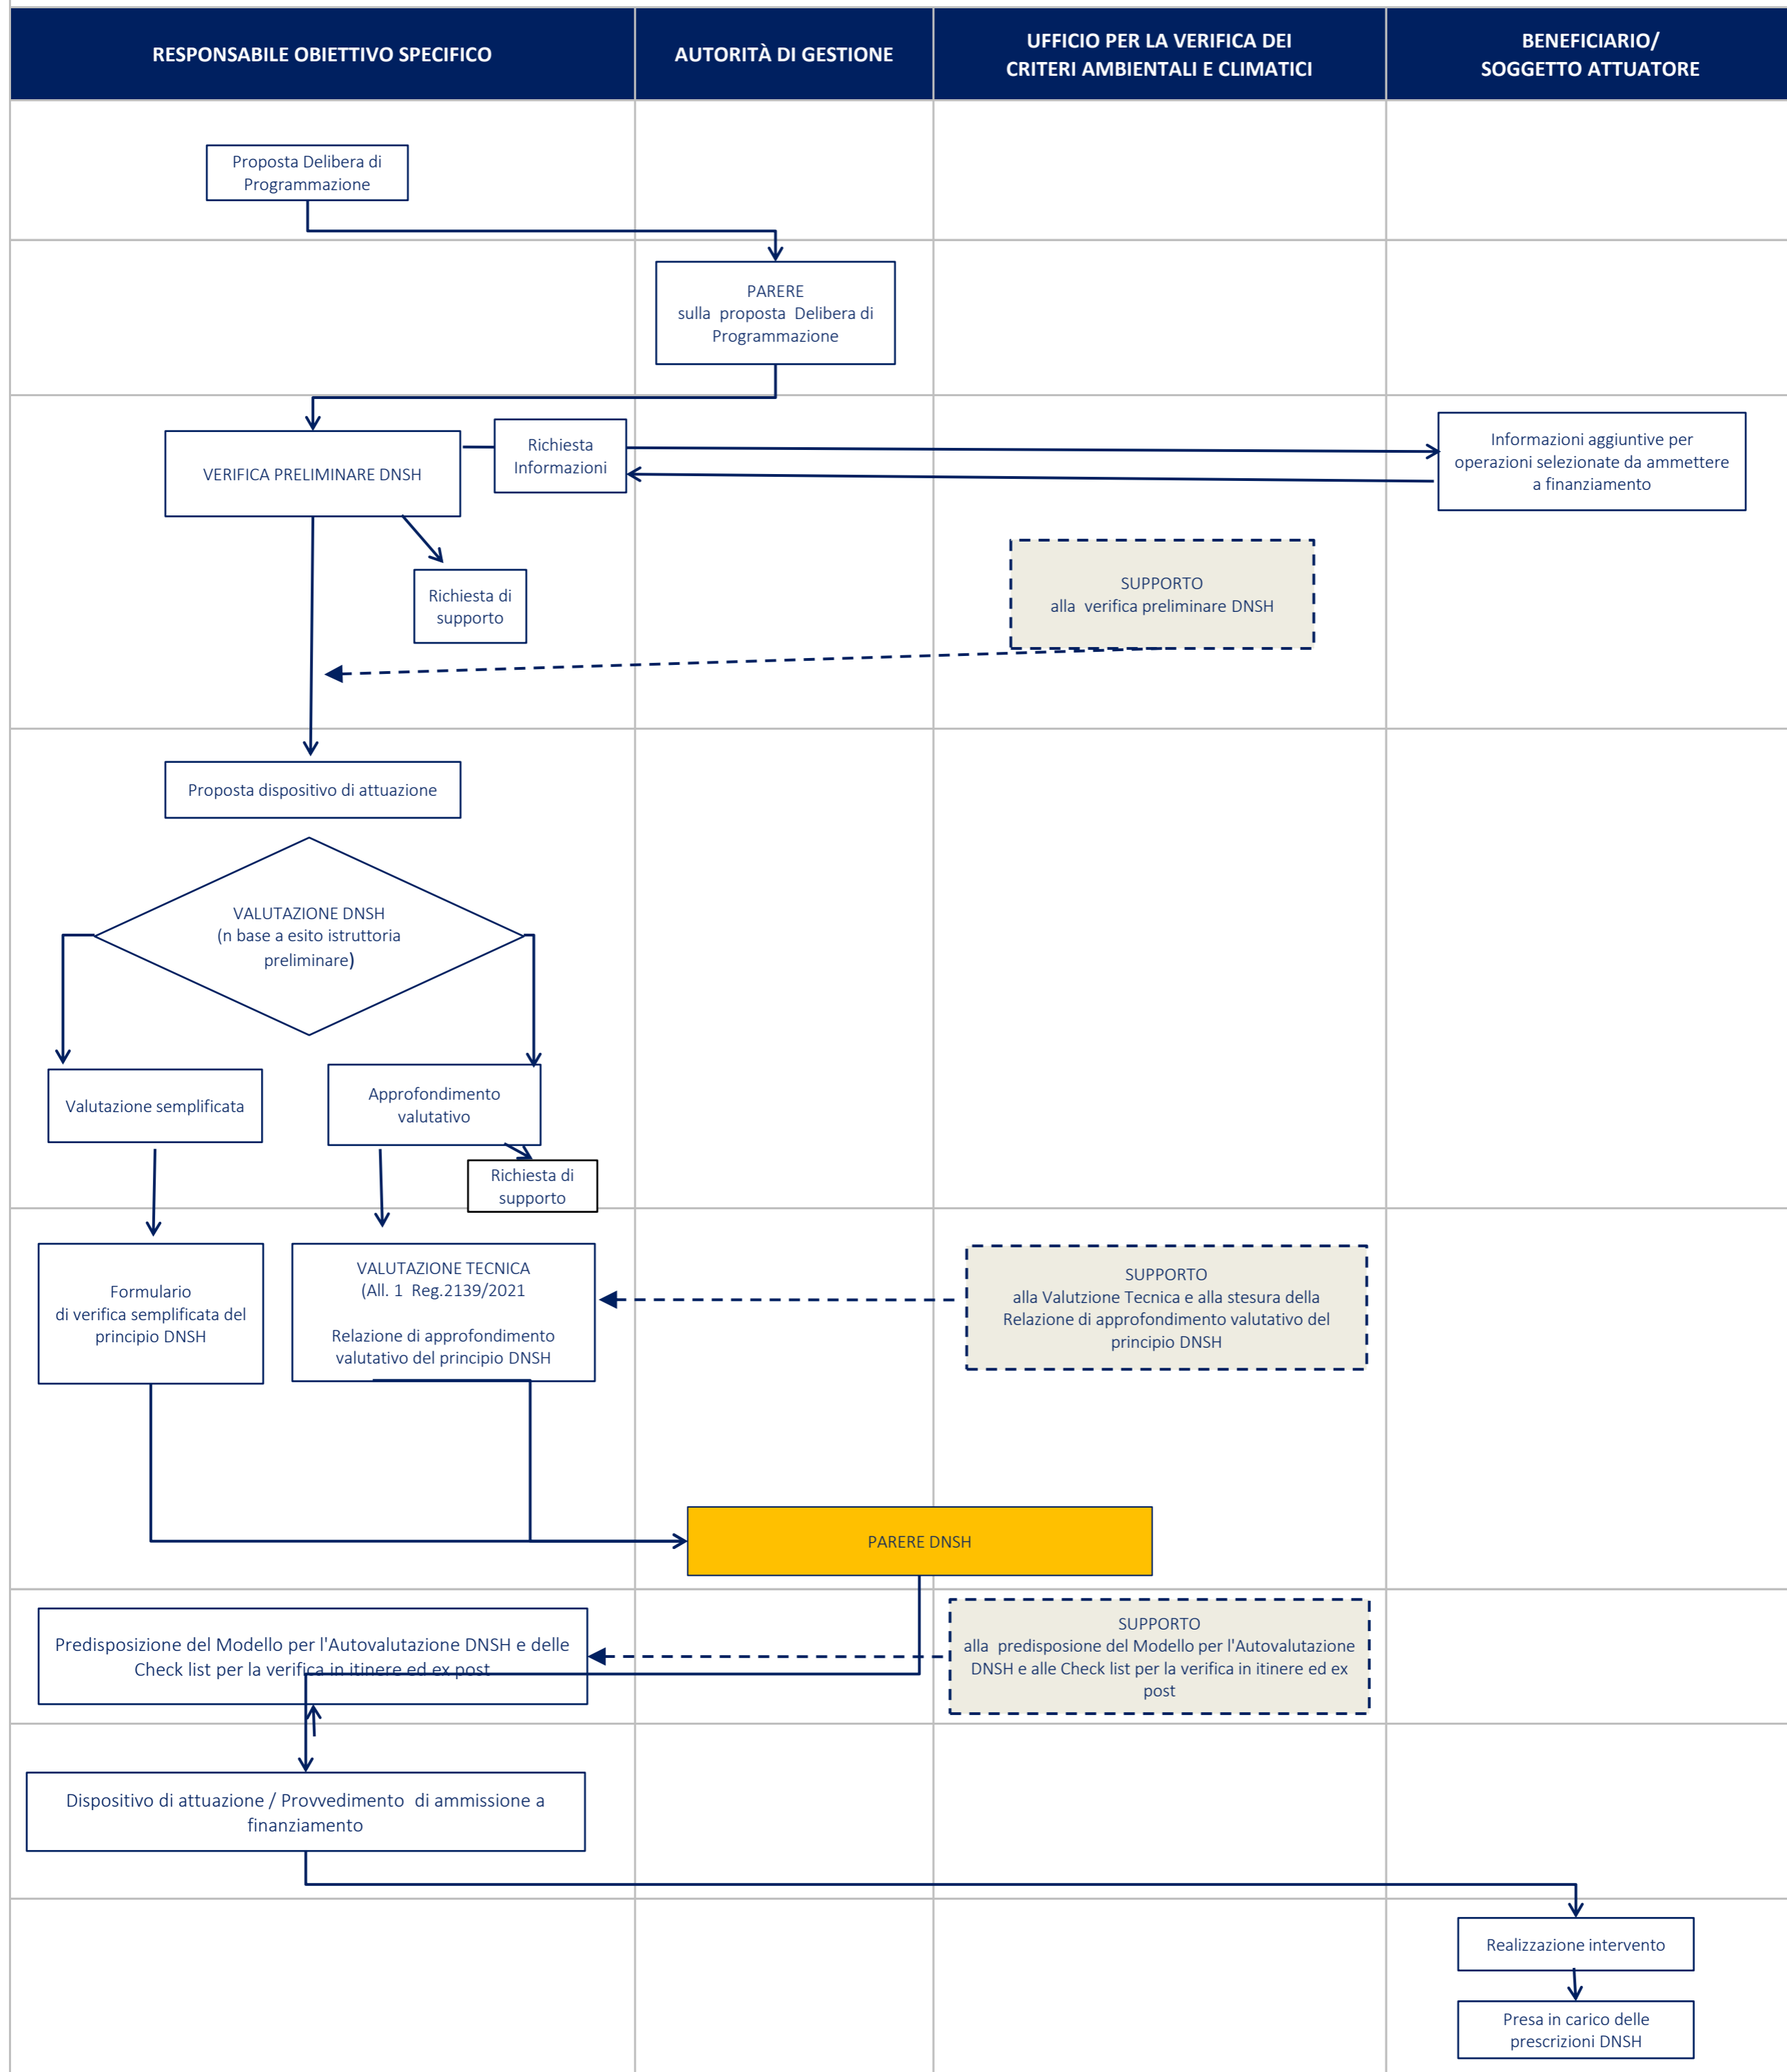 RESPONSABILE OBIETTIVO SPECIFICO
AUTORITÀ DI GESTIONE
UFFICIO PER LA VERIFICA DEI
CRITERI AMBIENTALI E CLIMATICI
BENEFICIARIO/
SOGGETTO ATTUATORE
Proposta Delibera di
Programmazione
PARERE
sulla proposta Delibera di
Programmazione
VERIFICA PRELIMINARE DNSH
Richiesta
Informazioni
Informazioni aggiuntive per
operazioni selezionate da ammettere
a finanziamento
Richiesta di
supporto
SUPPORTO
alla verifica preliminare DNSH
Proposta dispositivo di attuazione
VALUTAZIONE DNSH
(n base a esito istruttoria
preliminare)
Valutazione semplificata
Approfondimento
valutativo
Richiesta di
supporto
Formulario
di verifica semplificata del
principio DNSH
VALUTAZIONE TECNICA
(All. 1 Reg.2139/2021
Relazione di approfondimento
valutativo del principio DNSH
SUPPORTO
alla Valutzione Tecnica e alla stesura della
Relazione di approfondimento valutativo del
principio DNSH
PARERE DNSH
Predisposizione del Modello per l'Autovalutazione DNSH e delle
Check list per la verifica in itinere ed ex post
SUPPORTO
alla predisposione del Modello per l'Autovalutazione
DNSH e alle Check list per la verifica in itinere ed ex
post
Dispositivo di attuazione / Provvedimento di ammissione a
finanziamento
Realizzazione intervento
Presa in carico delle
prescrizioni DNSH